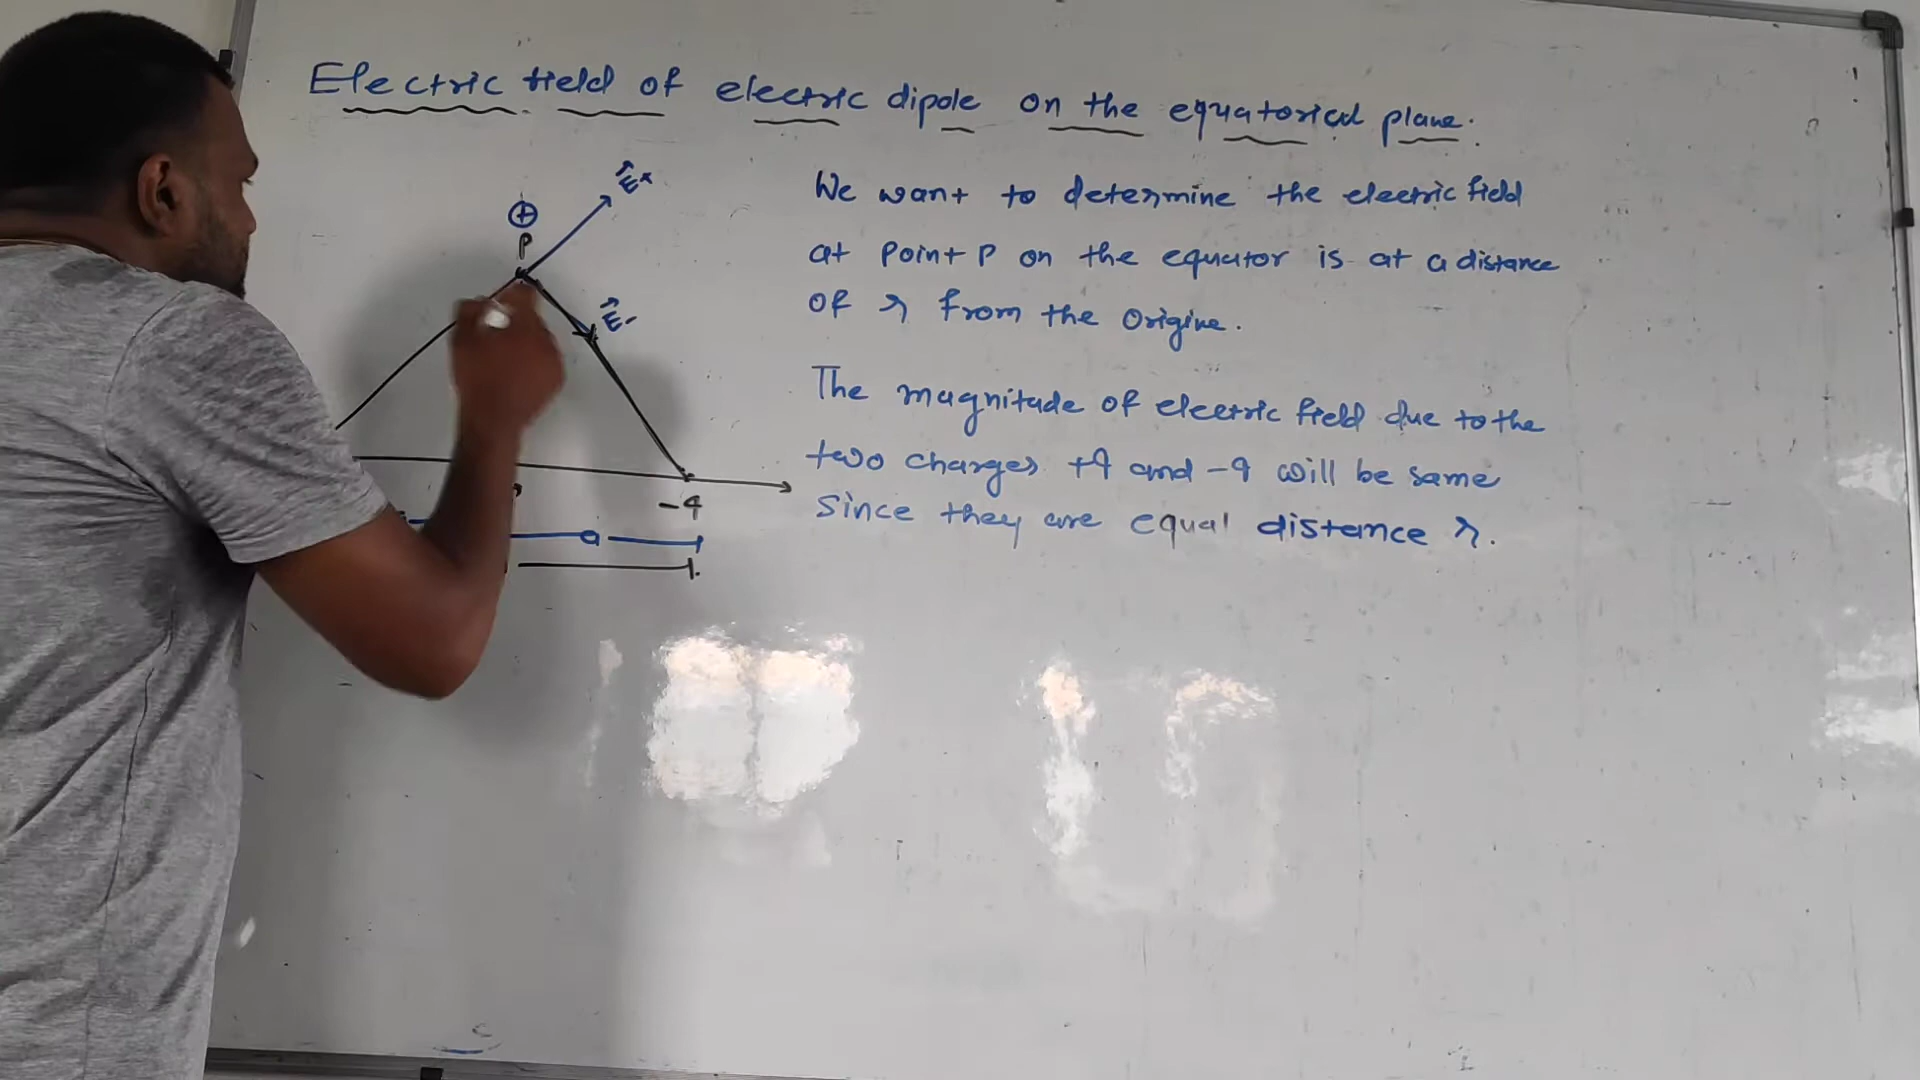 Electric field of electric dipole on the equatorical plane.
⊕
P
E+
E-
We want to determine the electric field
at point P on the equator is at a distance
of r from the Origine.
The magnitude of electric field due to the
two charges +q and -q will be same
since they are equal distance r.
-q
a